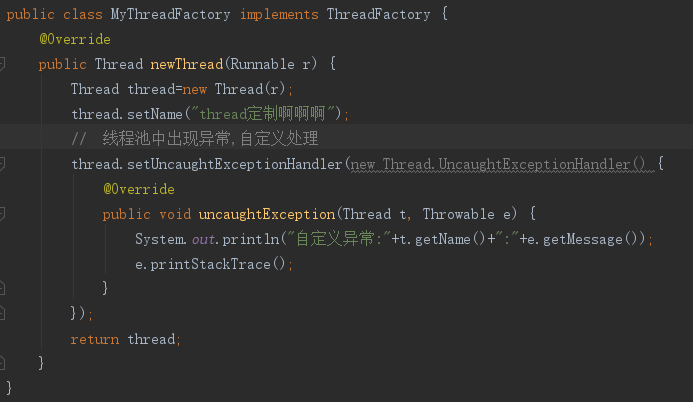 public class MyThreadFactory implements ThreadFactory {
@Override
public Thread newThread(Runnable r) {
Thread thread=new Thread(r);
thread.setName("thread定制啊啊啊");
// 线程池中出现异常,自定义处理
thread.setUncaughtExceptionHandler(new Thread.UncaughtExceptionHandler() {
@Override
public void uncaughtException(Thread t, Throwable e) {
System.out.println("自定义异常:"+t.getName()+":"+e.getMessage());
e.printStackTrace();
}
});
return thread;
}
}